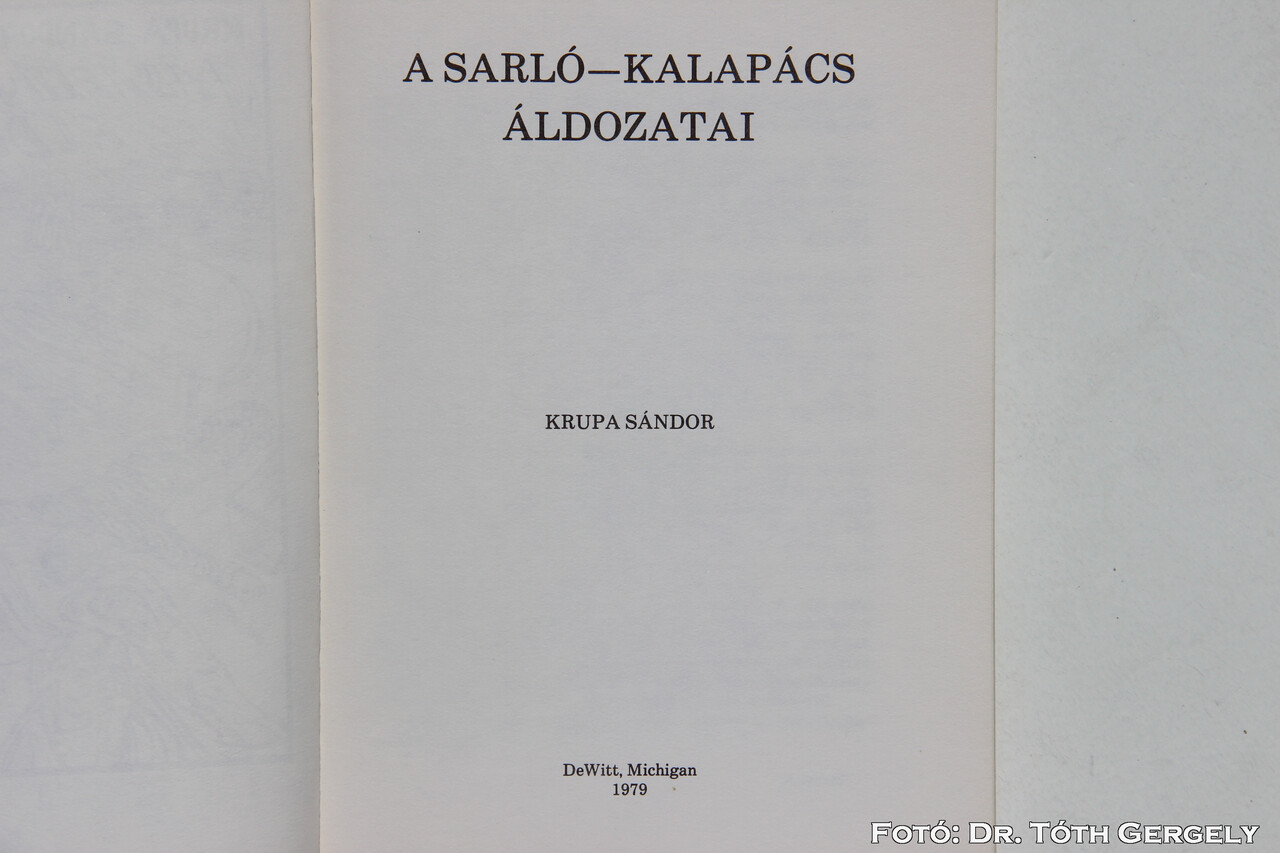 A SARLÓ—KALAPÁCS
ÁLDOZATAI
KRUPA SÁNDOR
DeWitt, Michigan
1979
Fotó: Dr. Tóth Gergely